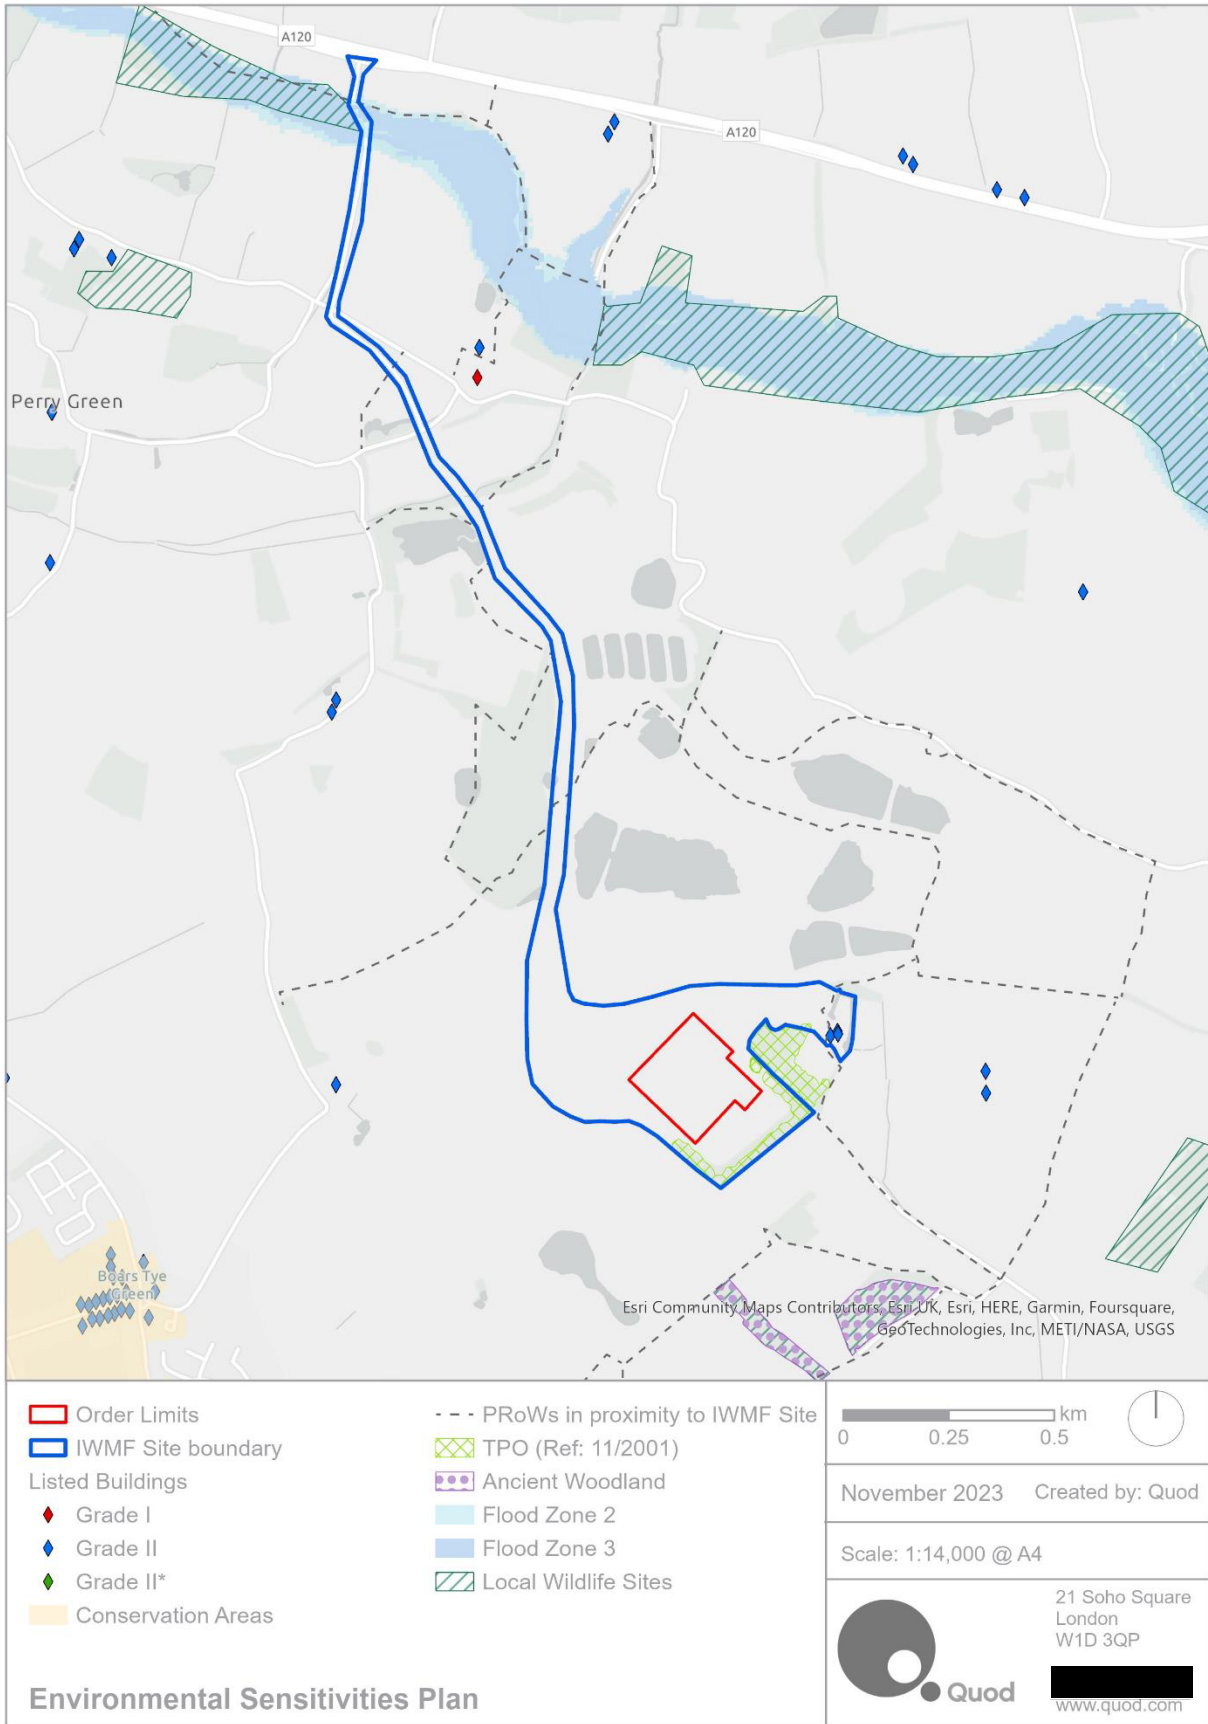 A120
A120
Perry Green
Boars Tye
Green
Esri Community Maps Contributors, Esri UK, Esri, HERE, Garmin, Foursquare,
GeoTechnologies, Inc, METI/NASA, USGS
Order Limits
IWMF Site boundary
Listed Buildings
Grade I
Grade II
Grade II*
Conservation Areas
PRoWs in proximity to IWMF Site
TPO (Ref: 11/2001)
Ancient Woodland
Flood Zone 2
Flood Zone 3
Local Wildlife Sites
Environmental Sensitivities Plan
km
0 0.25 0.5
November 2023 Created by: Quod
Scale: 1:14,000 @ A4
Quod
21 Soho Square
London
W1D 3QP
www.quod.com